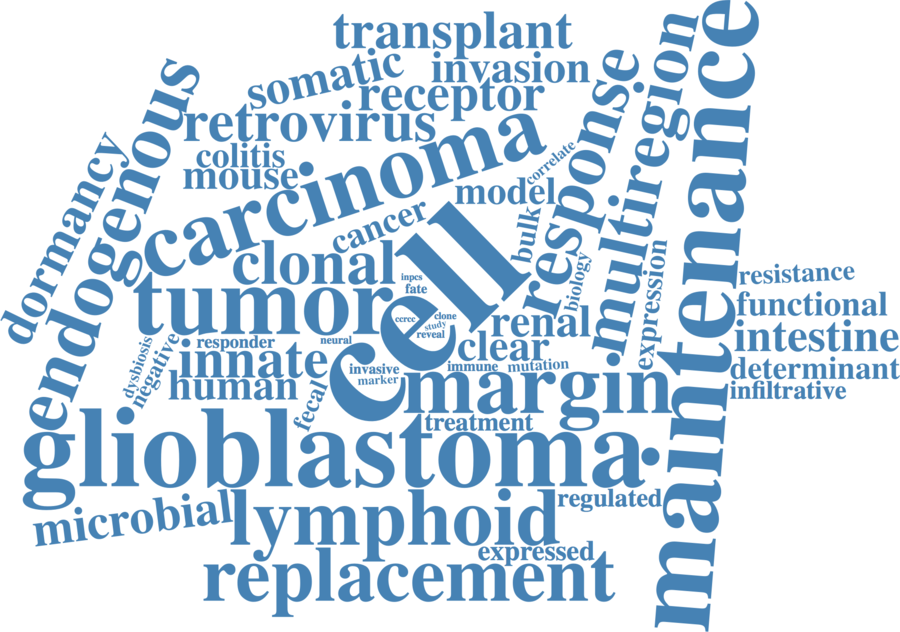 transplant
somatic
invasion
receptor
retrovirus
colitis
mouse
carcinoma
correlate
model
response
multiregion
maintenance
dormancy
endogenous
cancer
bulk
clonal
cell
inpcs
fate
biology
expression
tumor
ccrcc
clone
study
reveal
renal
resistance
functional
intestine
determinant
infiltrative
dysbiosis
negative
responder
neural
innate
human
fecal
invasive
marker
immune
mutation
clear
margin
treatment
glioblastoma
microbial
lymphoid
regulated
expressed
replacement